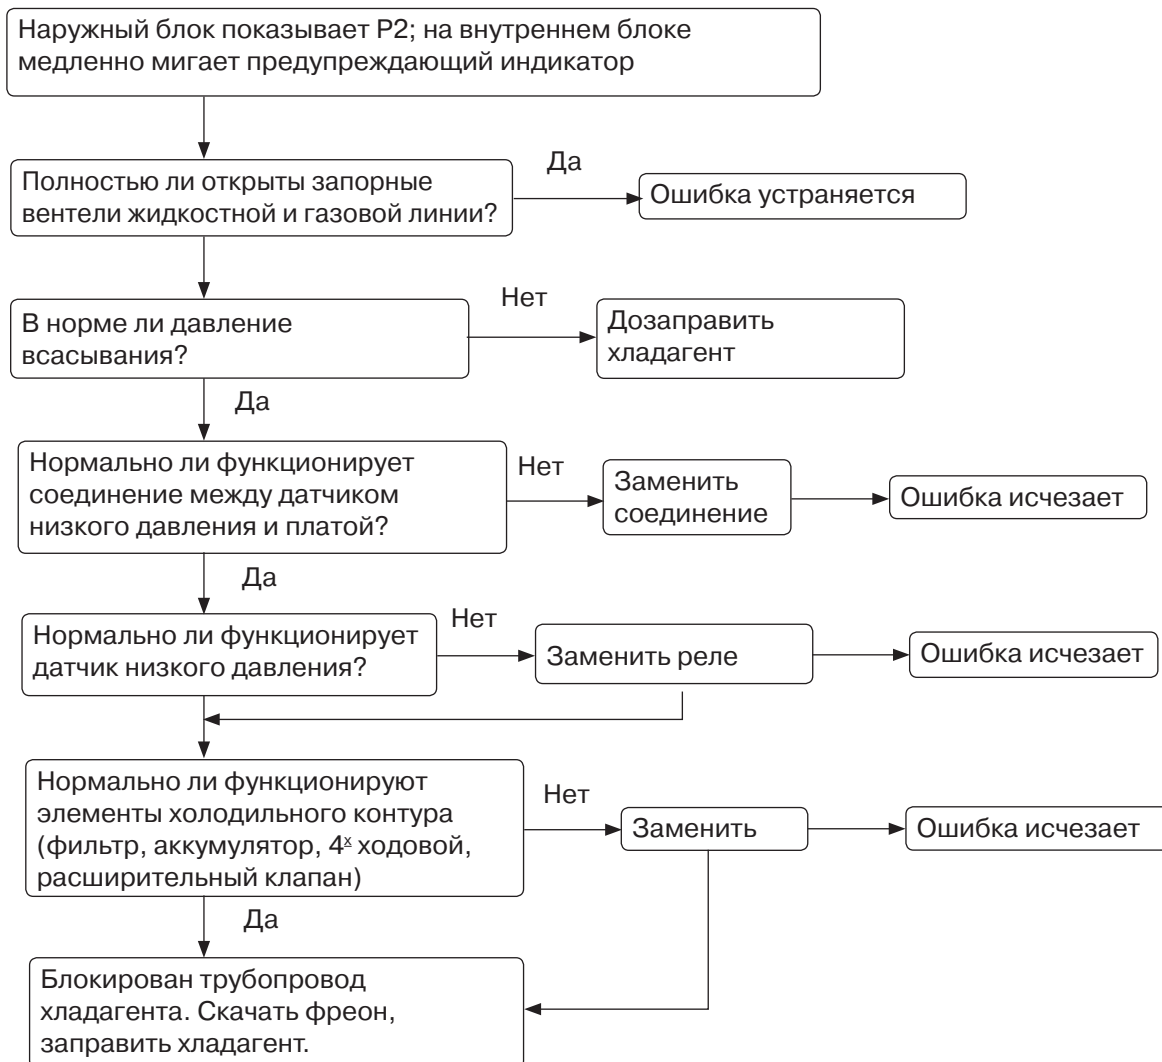 Наружный блок показывает P2; на внутреннем блоке
медленно мигает предупреждающий индикатор
Да
Полностью ли открыты запорные
вентели жидкостной и газовой линии?
Ошибка устраняется
Нет
В норме ли давление
всасывания?
Дозаправить
хладагент
Да
Нормально ли функционирует
соединение между датчиком
низкого давления и платой?
Нет
Заменить
соединение
Ошибка исчезает
Да
Нормально ли функционирует
датчик низкого давления?
Нет
Заменить реле
Ошибка исчезает
Нормально ли функционируют
элементы холодильного контура
(фильтр, аккумулятор, 4х ходовой,
расширительный клапан)
Нет
Заменить
Ошибка исчезает
Да
Блокирован трубопровод
хладагента. Скачать фреон,
заправить хладагент.